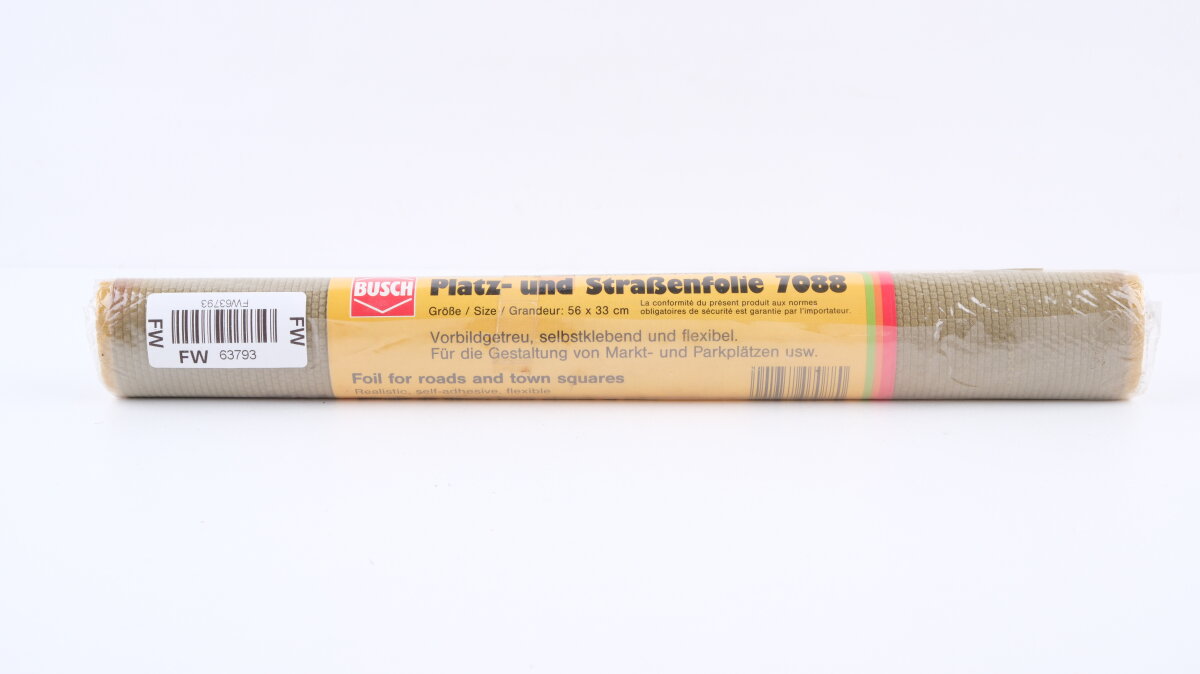 BUSCH
Platz- und Straßenfolie 7088
Größe / Size / Grandeur: 56 x 33 cm
La conformité du présent produit aux normes
obligatoires de sécurité est garantie par l'importateur.
Vorbildgetreu, selbstklebend und flexibel.
Für die Gestaltung von Markt- und Parkplätzen usw.
Foil for roads and town squares
Realistic, self-adhesive, flexible
FW63793
FW
FW
FW 63793